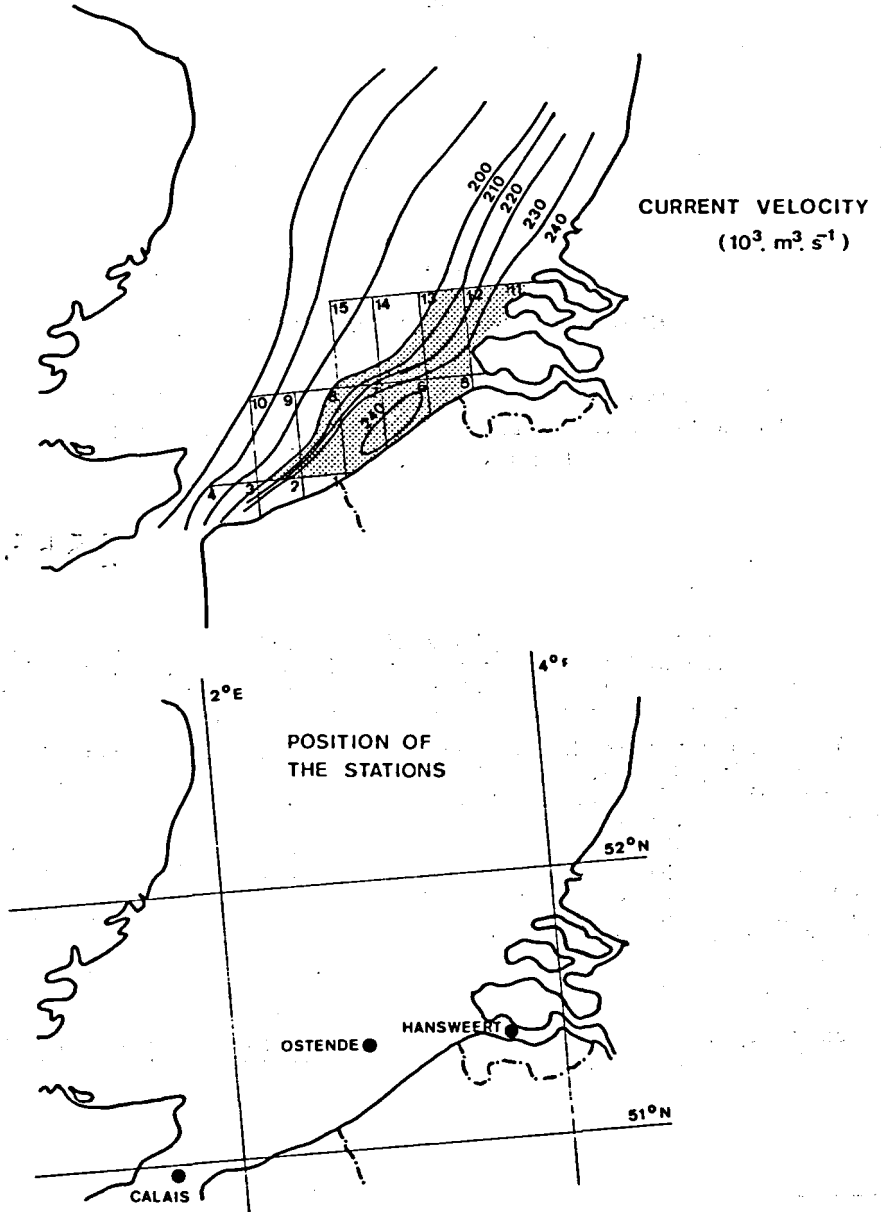 200
210
220
230
240
CURRENT VELOCITY
(10³. m³. s⁻¹)
15
14
13
12
11
10
9
8
7
6
5
240
4
3
2
2°E
4°E
POSITION OF
THE STATIONS
52°N
HANSWEERT
OSTENDE
51°N
CALAIS